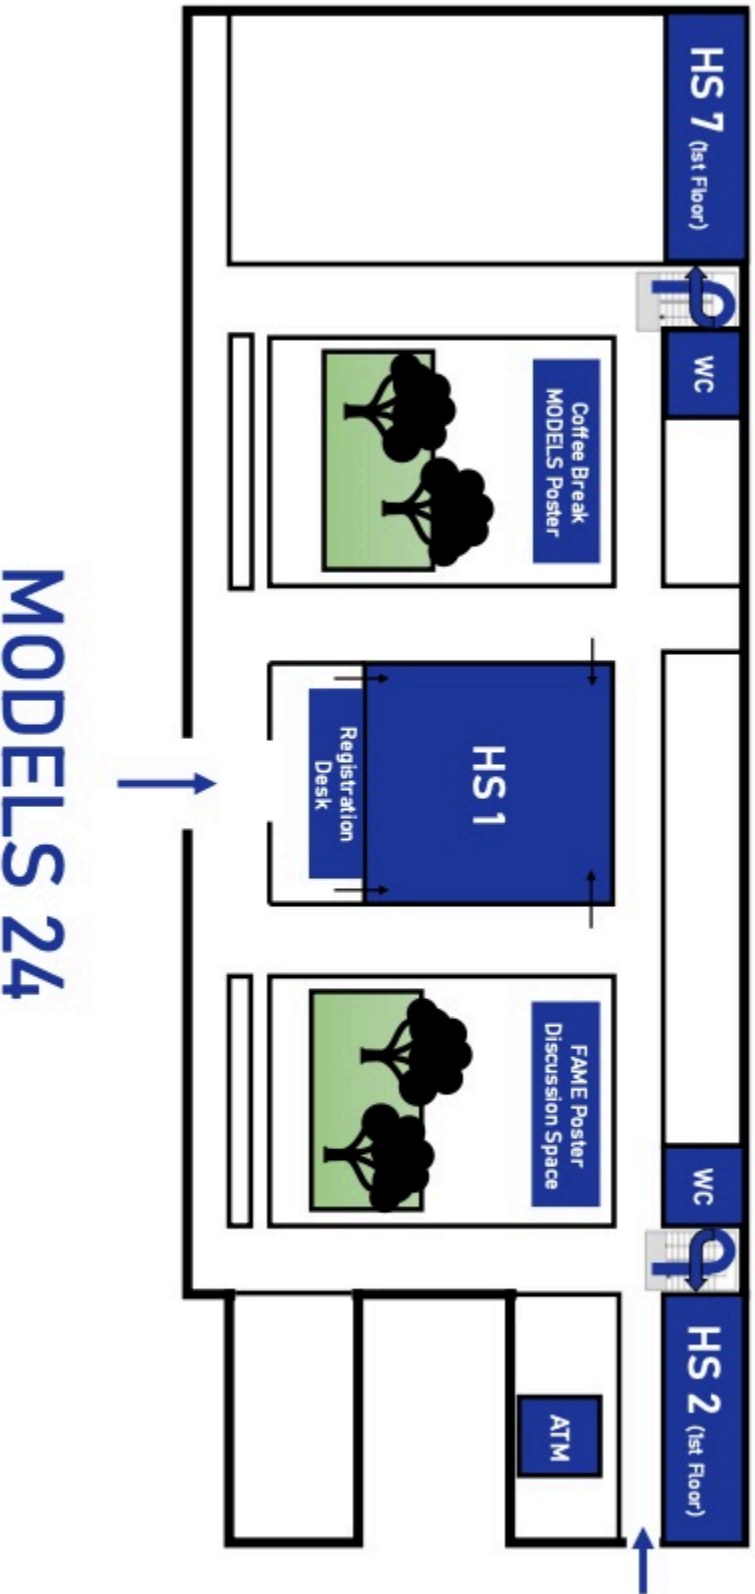 HS 7 (1st Floor)
WC
Coffee Break
MODELS Poster
HS 1
Registration
Desk
FAME Poster
Discussion Space
WC
HS 2 (1st Floor)
ATM
MODELS 24